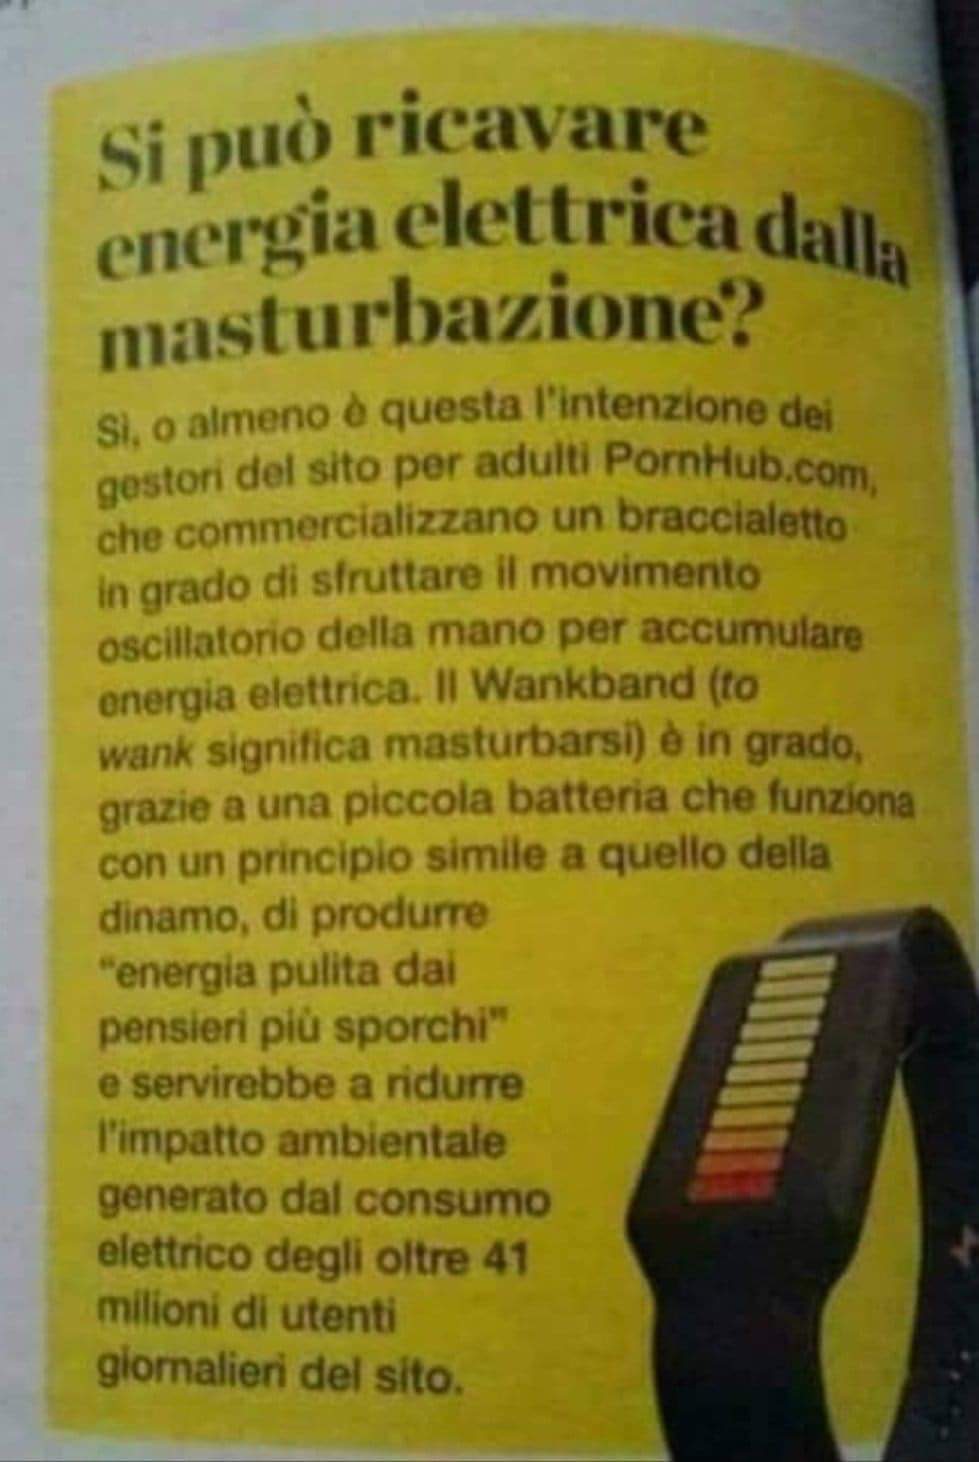 Si può ricavare
energia elettrica dalla
masturbazione?
Sì, o almeno è questa l'intenzione dei
gestori del sito per adulti PornHub.com,
che commercializzano un braccialetto
in grado di sfruttare il movimento
oscillatorio della mano per accumulare
energia elettrica. Il Wankband (to
wank significa masturbarsi) è in grado,
grazie a una piccola batteria che funziona
con un principio simile a quello della
dinamo, di produrre
“energia pulita dai
pensieri più sporchi”
e servirebbe a ridurre
l'impatto ambientale
generato dal consumo
elettrico degli oltre 41
milioni di utenti
giornalieri del sito.